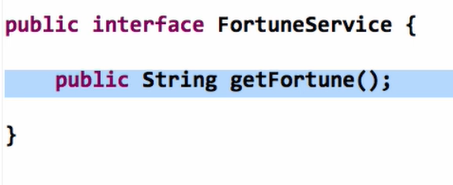 public interface FortuneService {
public String getFortune();
}